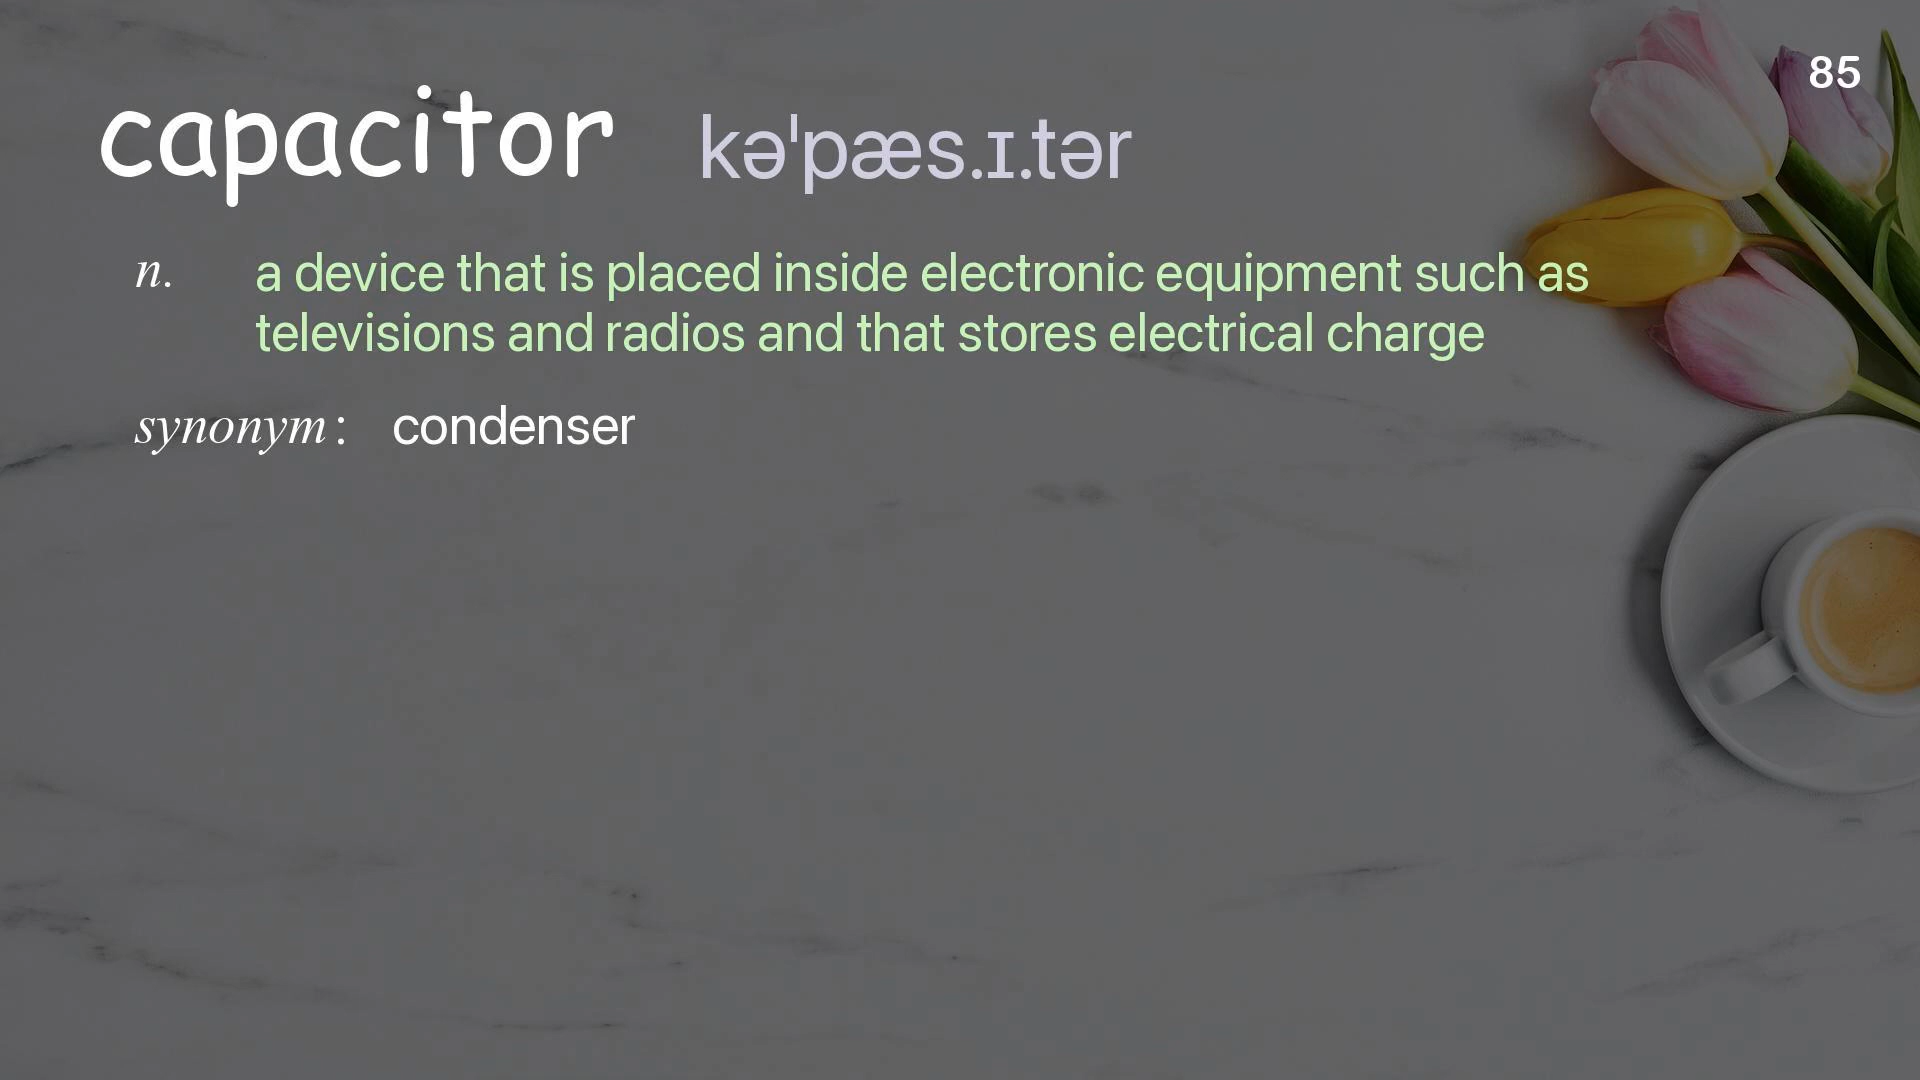 85
capacitor kəˈpæs.ɪ.tər
n. a device that is placed inside electronic equipment such as
televisions and radios and that stores electrical charge
synonym: condenser